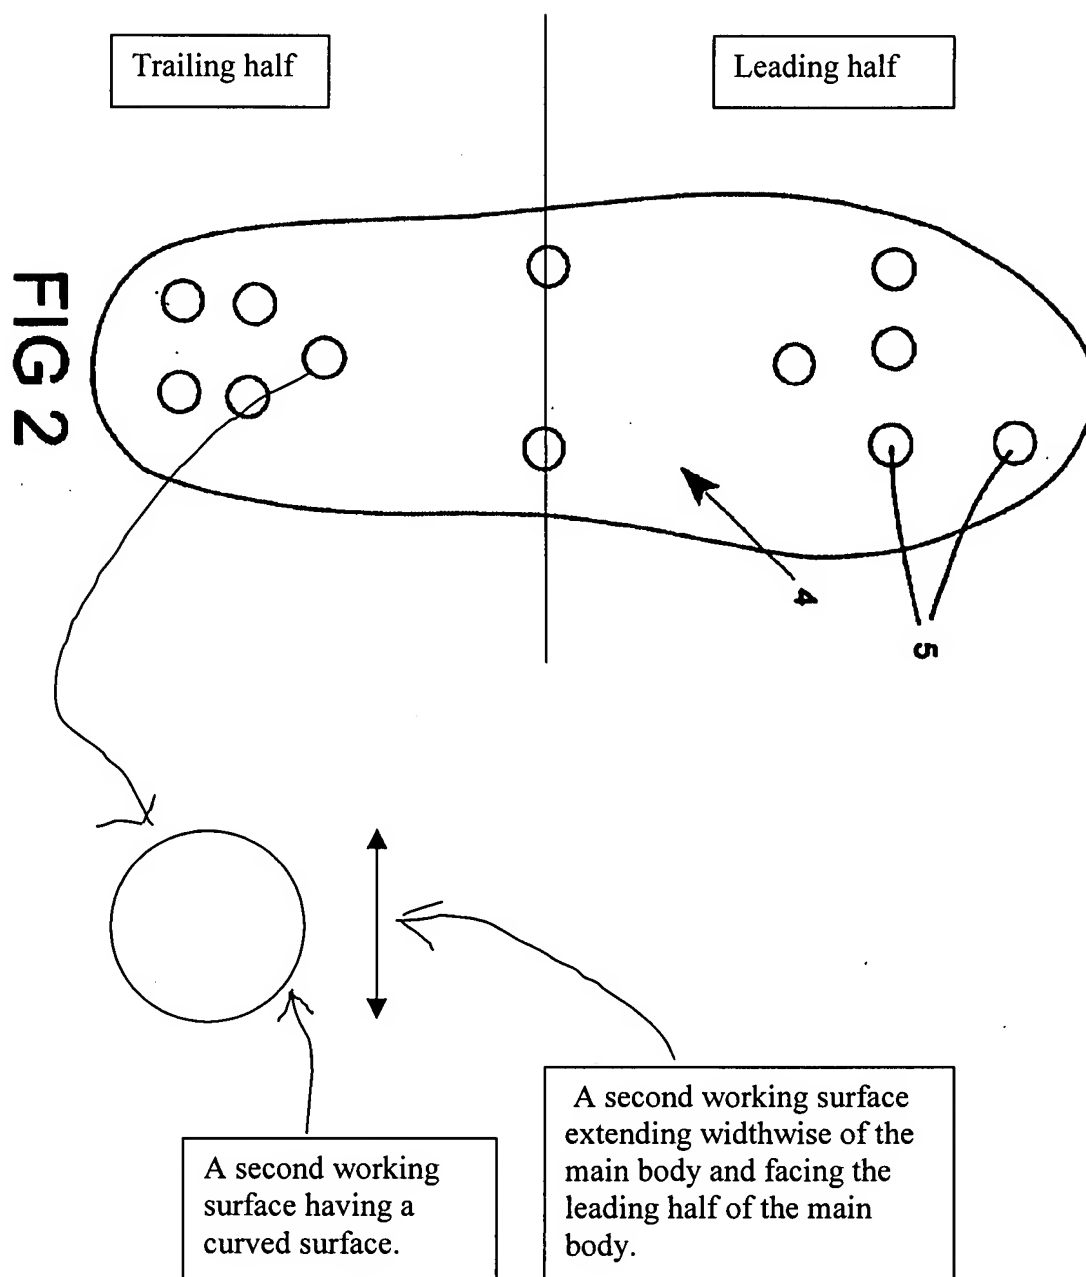 Trailing half
Leading half
FIG 2
4
5
A second working surface
extending widthwise of the
main body and facing the
leading half of the main
body.
A second working
surface having a
curved surface.